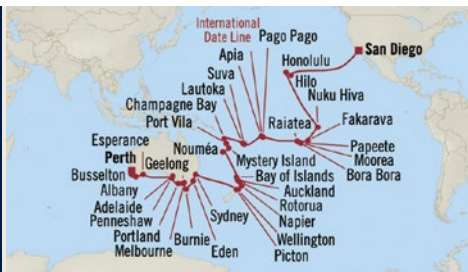 International
Date Line
Pago Pago
Apia
Suva
Lautoka
Champagne Bay
Port Vila
Honolulu
San Diego
Hilo
Nuku Hiva
Raiatea
Fakarava
Papeete
Moorea
Bora Bora
Nouméa
Mystery Island
Bay of Islands
Auckland
Rotorua
Napier
Wellington
Picton
Esperance
Perth
Geelong
Busselton
Albany
Adelaide
Penneshaw
Portland
Melbourne
Burnie
Eden
Sydney